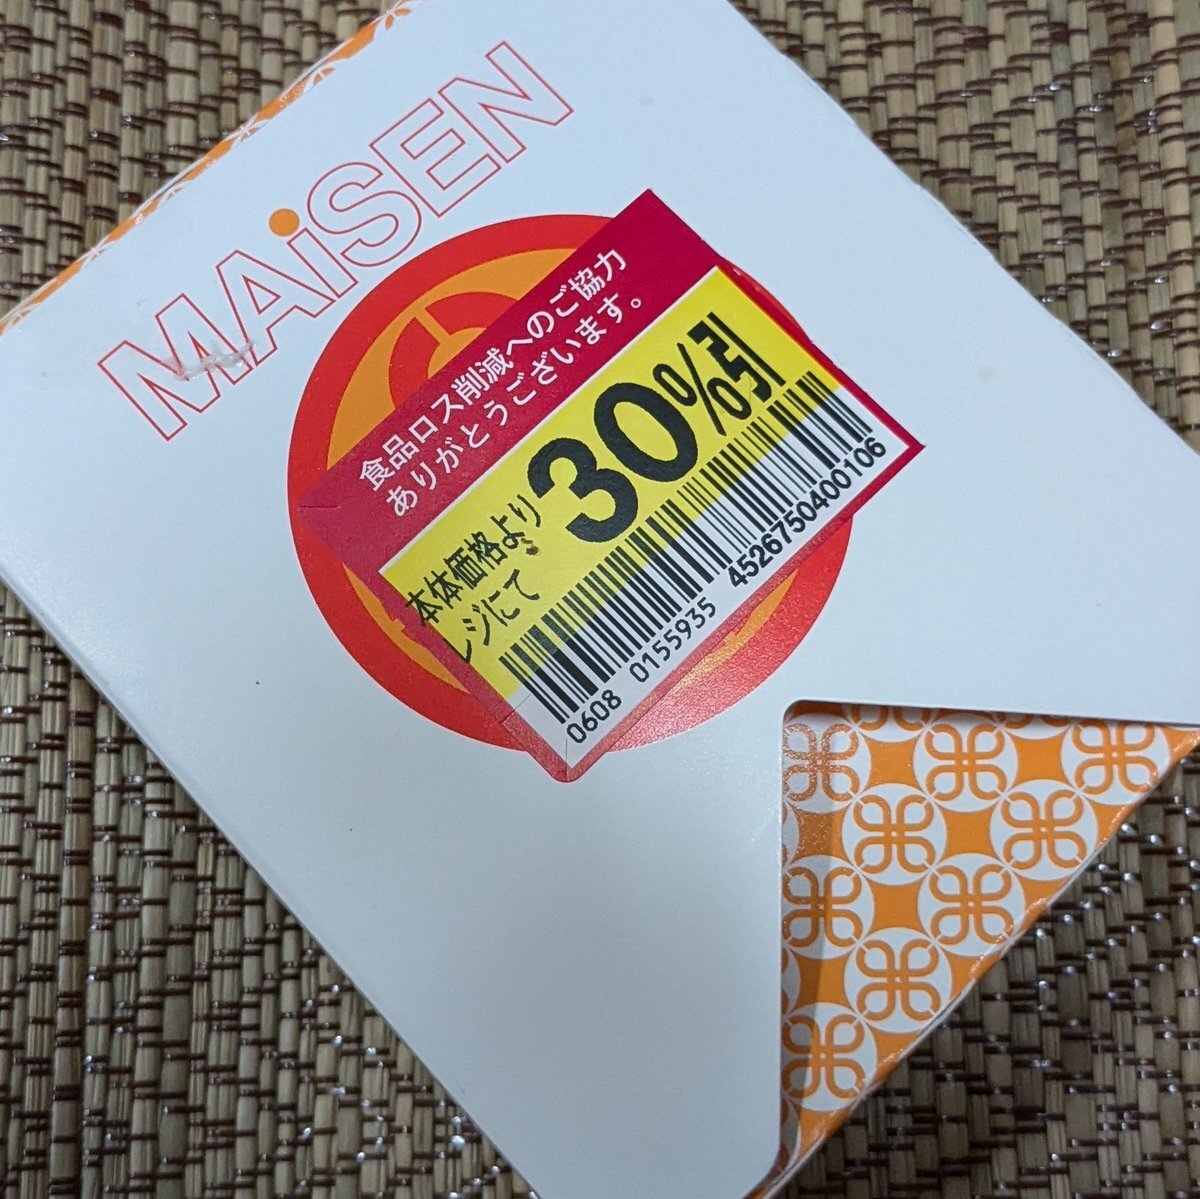 MAiSEN
食品ロス削減へのご協力
ありがとうございます。
本体価格より
レジにて
30%引
0608 0155935 4526750400106